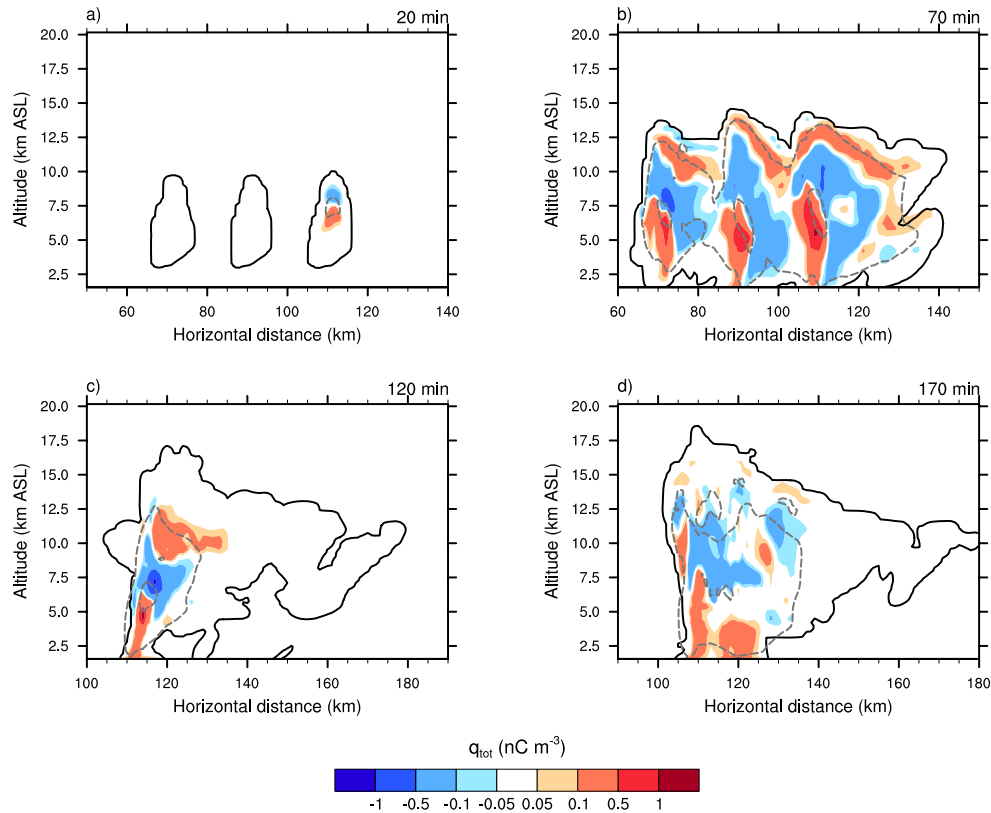 a) 20 min
20.0
17.5
15.0
12.5
10.0
7.5
5.0
2.5
Altitude (km ASL)
60 80 100 120 140
Horizontal distance (km)
b) 70 min
20.0
17.5
15.0
12.5
10.0
7.5
5.0
2.5
Altitude (km ASL)
60 80 100 120 140
Horizontal distance (km)
c) 120 min
20.0
17.5
15.0
12.5
10.0
7.5
5.0
2.5
Altitude (km ASL)
100 120 140 160 180
Horizontal distance (km)
d) 170 min
20.0
17.5
15.0
12.5
10.0
7.5
5.0
2.5
Altitude (km ASL)
100 120 140 160 180
Horizontal distance (km)
q_tot (nC m⁻³)
-1 -0.5 -0.1 -0.05 0.05 0.1 0.5 1